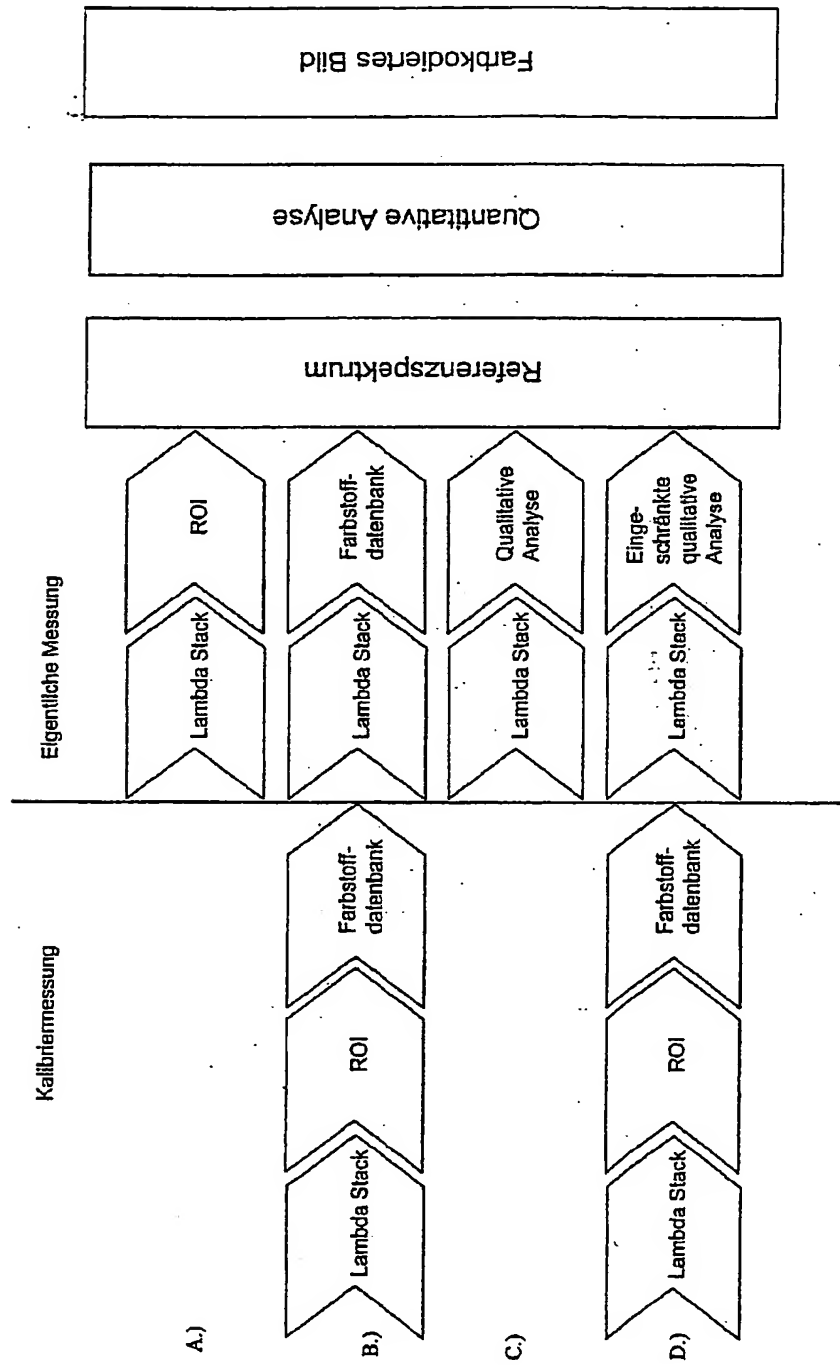 Kalibriermessung
Eigentliche Messung
A.)
Lambda Stack
ROI
B.)
Lambda Stack
ROI
Farbstoff-
datenbank
Lambda Stack
Farbstoff-
datenbank
C.)
Lambda Stack
Qualitative
Analyse
D.)
Lambda Stack
ROI
Farbstoff-
datenbank
Lambda Stack
Einge-
schränkte
qualitative
Analyse
Referenzspektrum
Quantitative Analyse
Farbkodiertes Bild